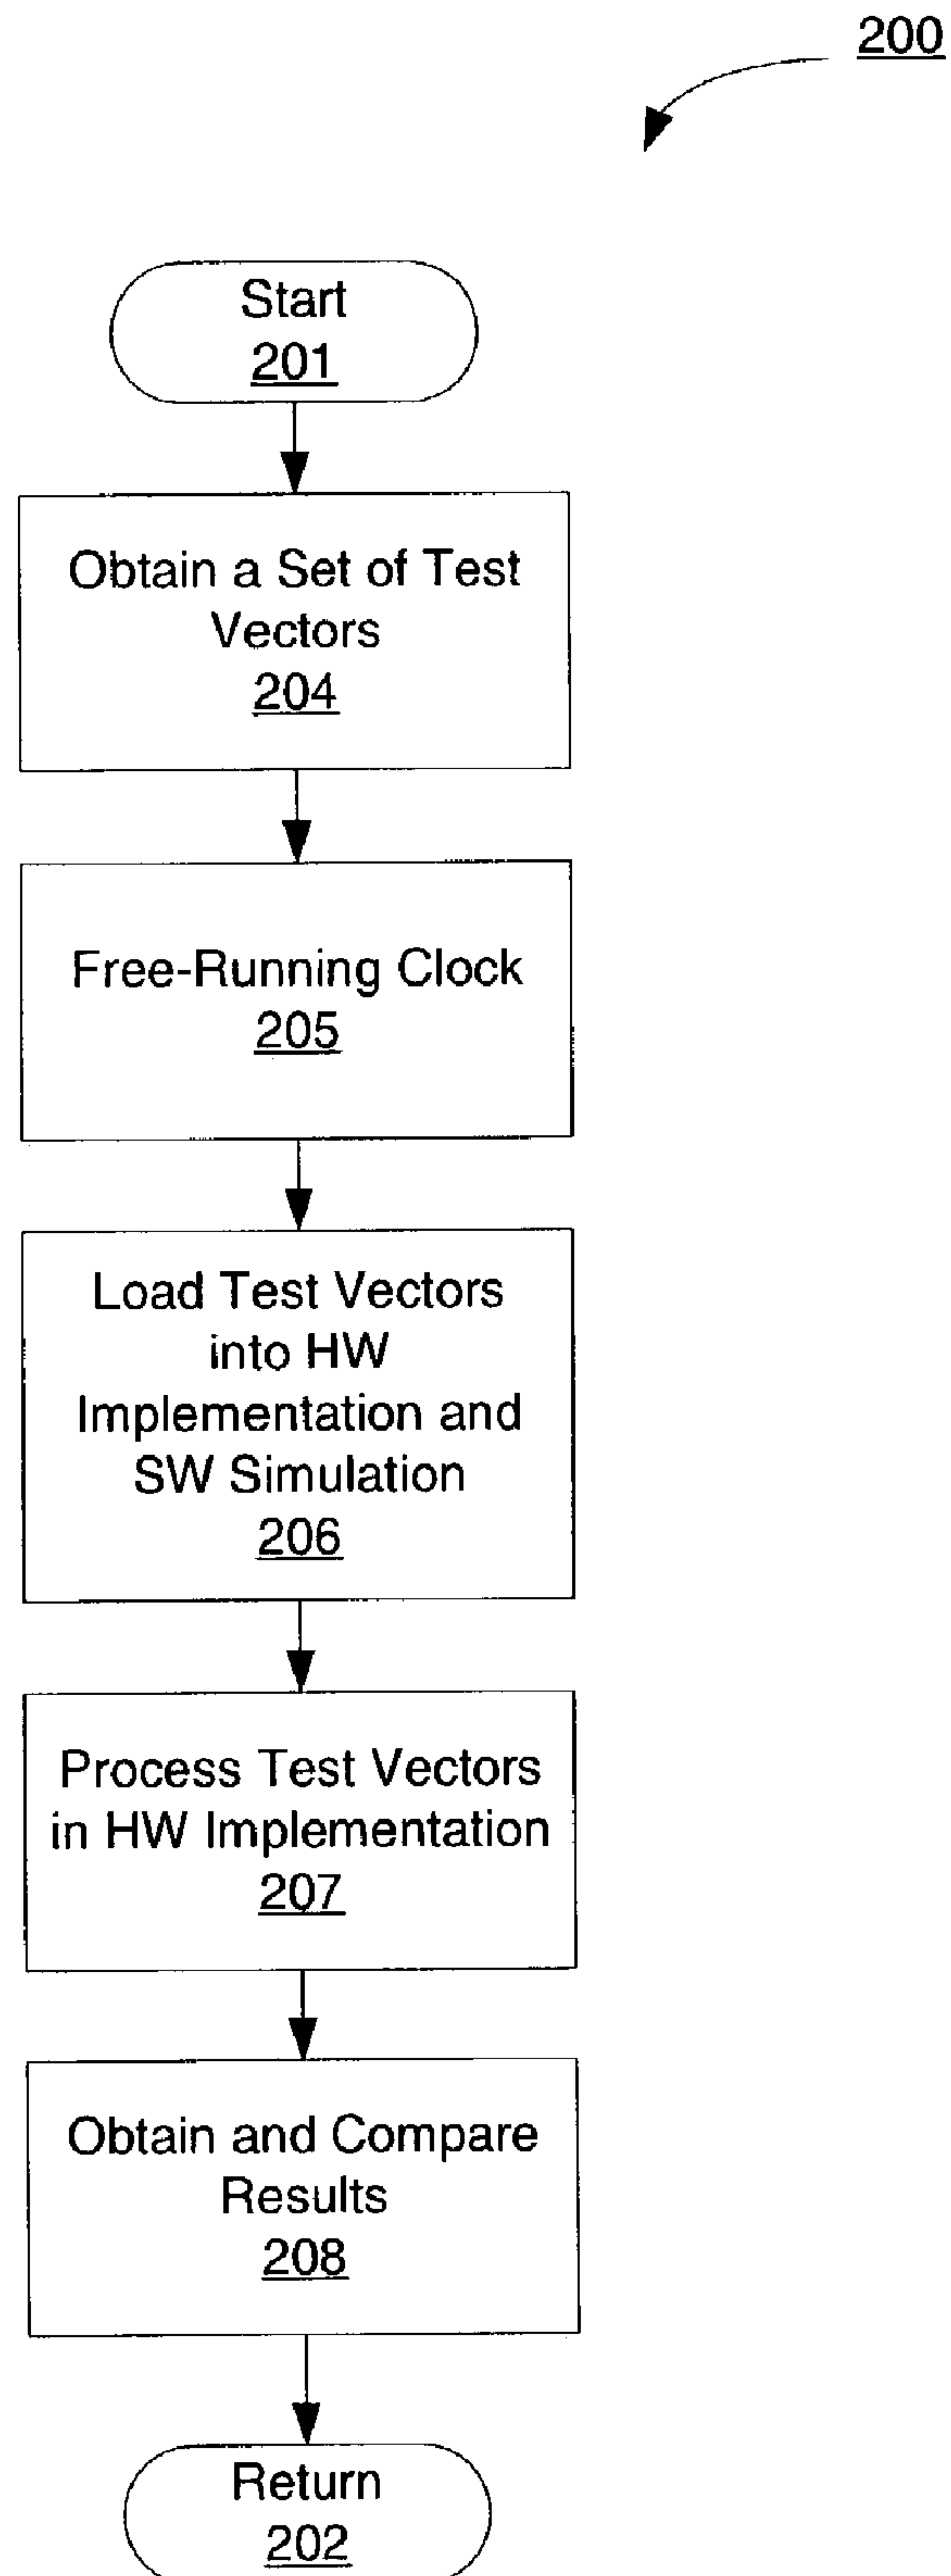 200
Start
201
Obtain a Set of Test
Vectors
204
Free-Running Clock
205
Load Test Vectors
into HW
Implementation and
SW Simulation
206
Process Test Vectors
in HW Implementation
207
Obtain and Compare
Results
208
Return
202